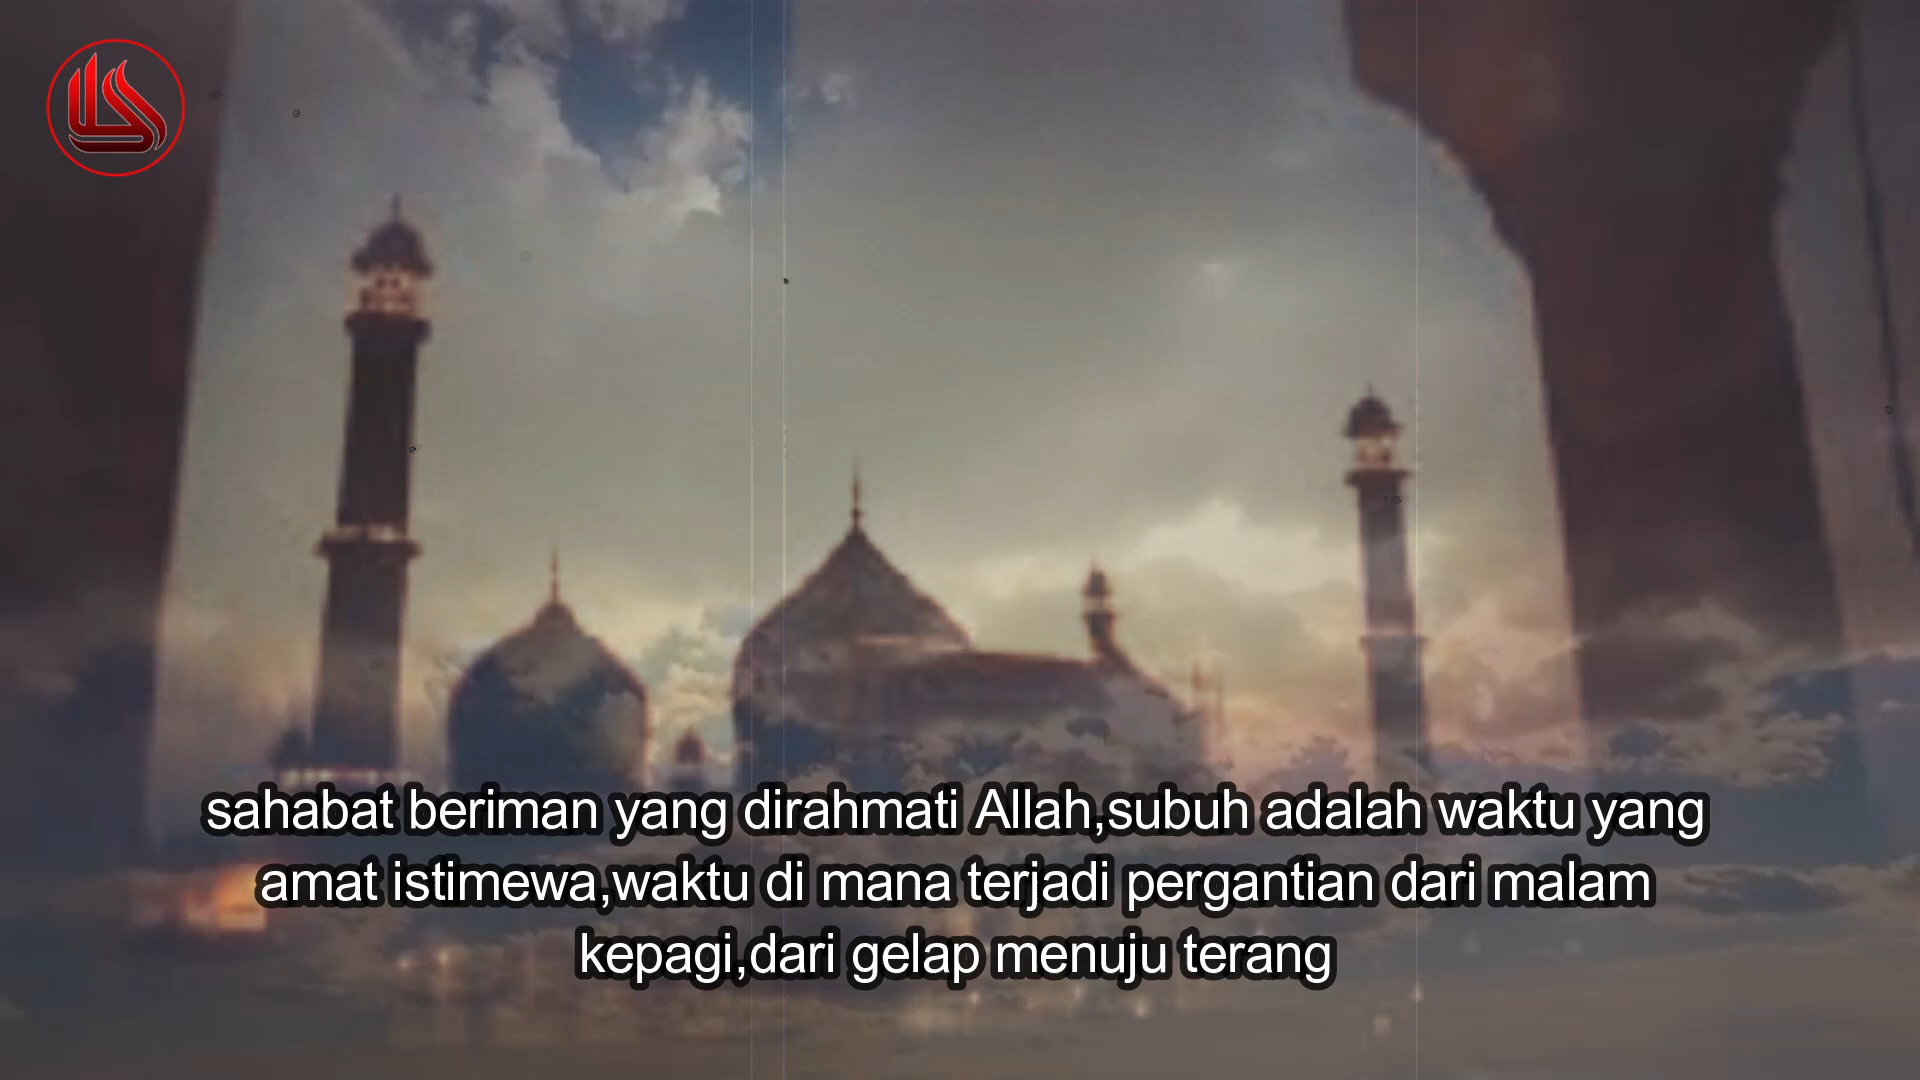 sahabat beriman yang dirahmati Allah,subuh adalah waktu yang
amat istimewa,waktu di mana terjadi pergantian dari malam
kepagi,dari gelap menuju terang